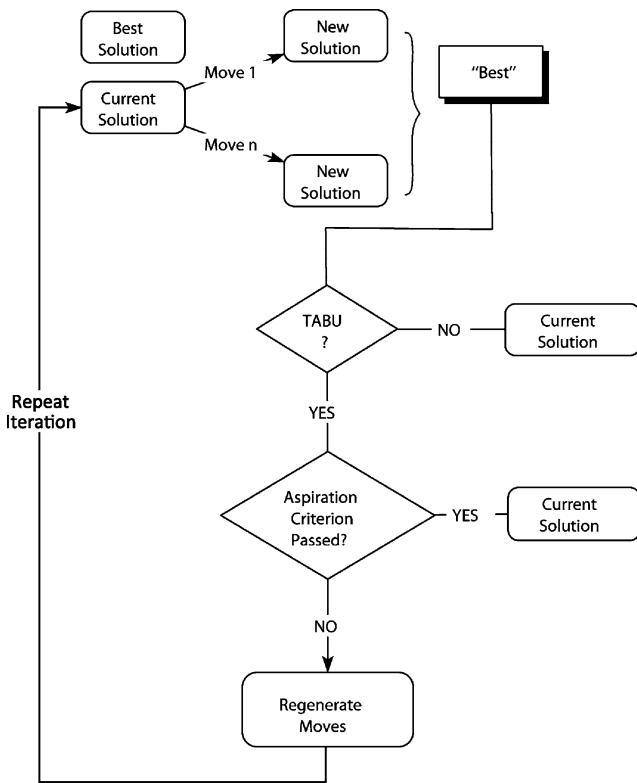 Best
Solution
New
Solution
Move 1
"Best"
Current
Solution
Move n
New
Solution
TABU
?
NO
Current
Solution
YES
Repeat
Iteration
Aspiration
Criterion
Passed?
YES
Current
Solution
NO
Regenerate
Moves